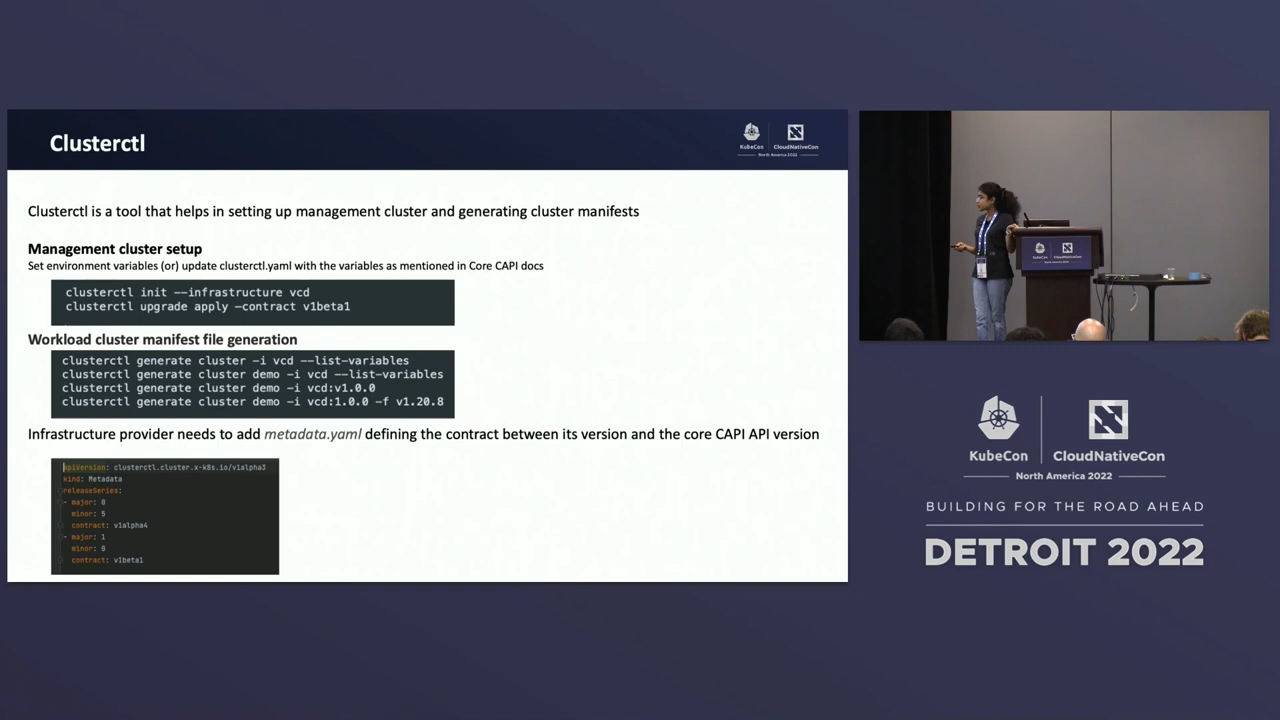 Clusterctl
KubeCon
CloudNativeCon
North America 2022
Clusterctl is a tool that helps in setting up management cluster and generating cluster manifests
Management cluster setup
Set environment variables (or) update clusterctl.yaml with the variables as mentioned in Core CAPI docs
clusterctl init --infrastructure vcd
clusterctl upgrade apply -contract v1beta1
Workload cluster manifest file generation
clusterctl generate cluster -i vcd --list-variables
clusterctl generate cluster demo -i vcd --list-variables
clusterctl generate cluster demo -i vcd:v1.0.0
clusterctl generate cluster demo -i vcd:1.0.0 -f v1.20.8
Infrastructure provider needs to add metadata.yaml defining the contract between its version and the core CAPI API version
apiVersion: clusterctl.cluster.x-k8s.io/v1alpha3
kind: Metadata
releaseSeries:
- major: 0
minor: 5
contract: v1alpha4
- major: 1
minor: 0
contract: v1beta1
KubeCon
CloudNativeCon
North America 2022
BUILDING FOR THE ROAD AHEAD
DETROIT 2022